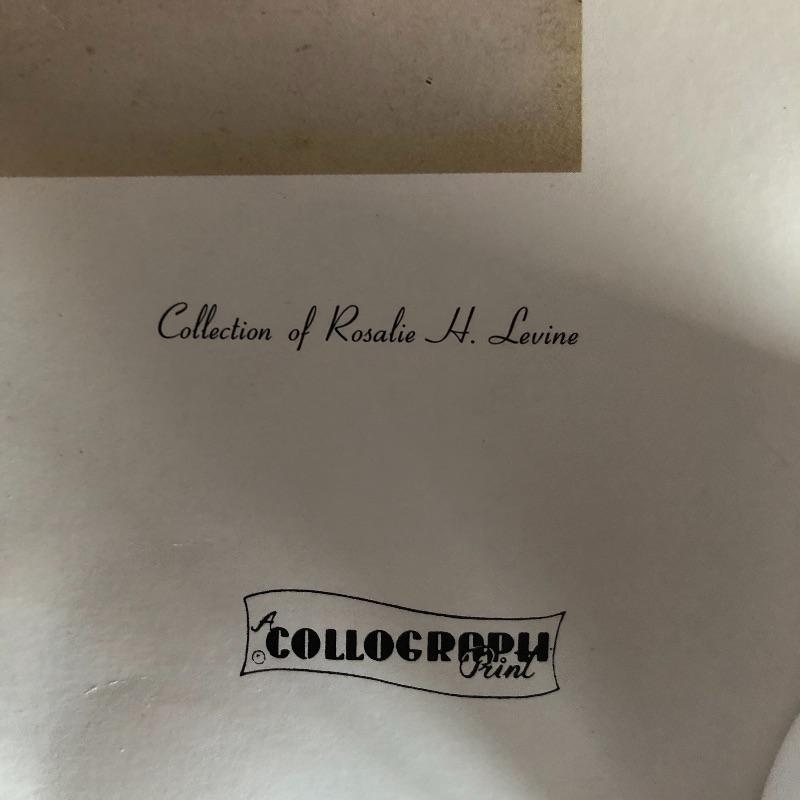 Collection of Rosalie H. Levine
A
COLLOGRAPH
Print